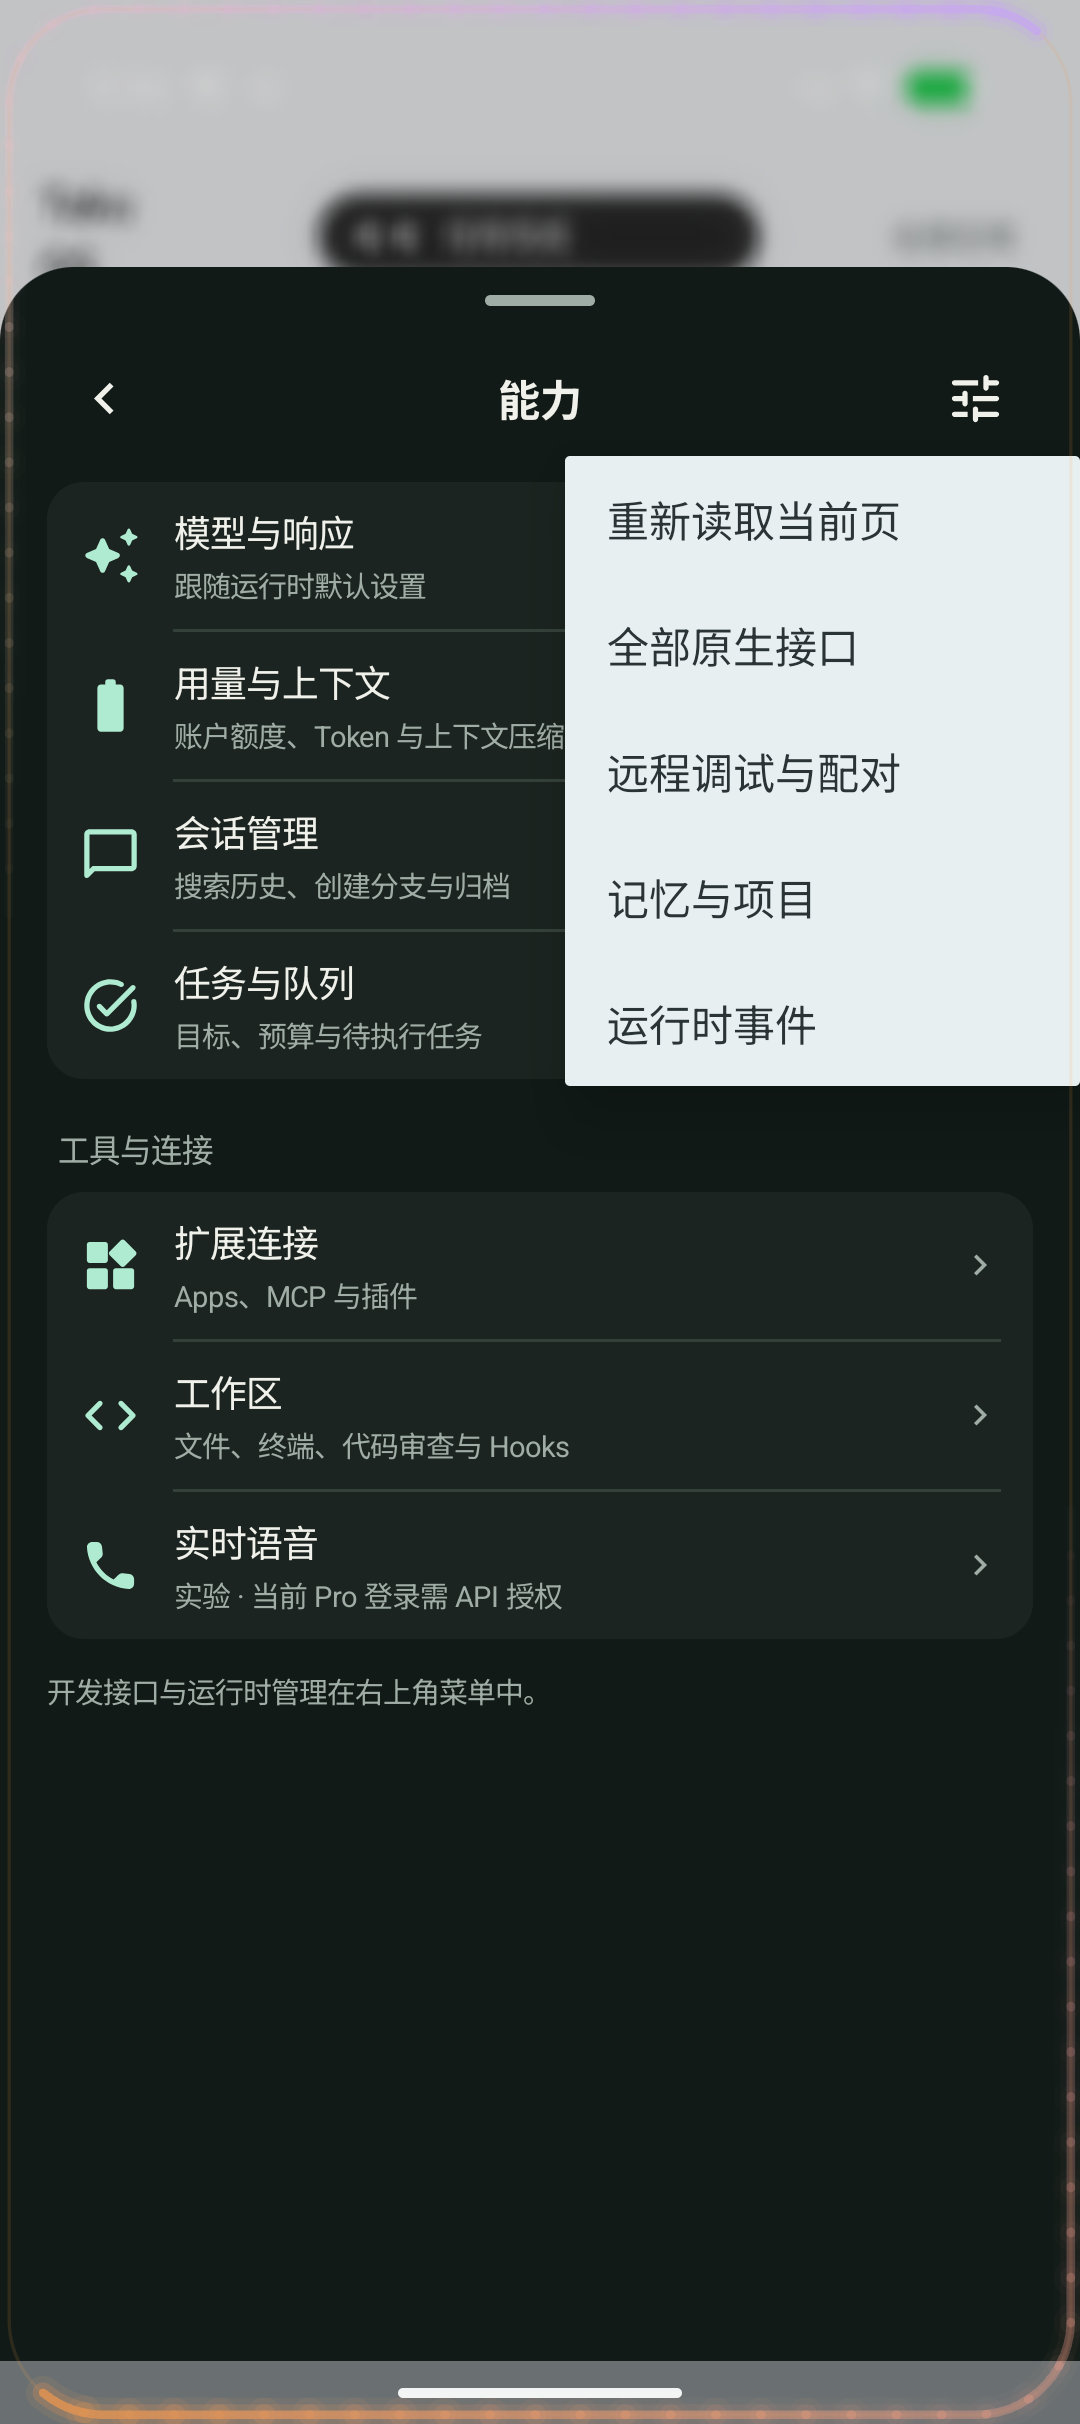 能力
模型与响应
跟随运行时默认设置
用量与上下文
账户额度、Token 与上下文压缩
会话管理
搜索历史、创建分支与归档
任务与队列
目标、预算与待执行任务
重新读取当前页
全部原生接口
远程调试与配对
记忆与项目
运行时事件
工具与连接
扩展连接
Apps、MCP 与插件
工作区
文件、终端、代码审查与 Hooks
实时语音
实验 · 当前 Pro 登录需 API 授权
开发接口与运行时管理在右上角菜单中。